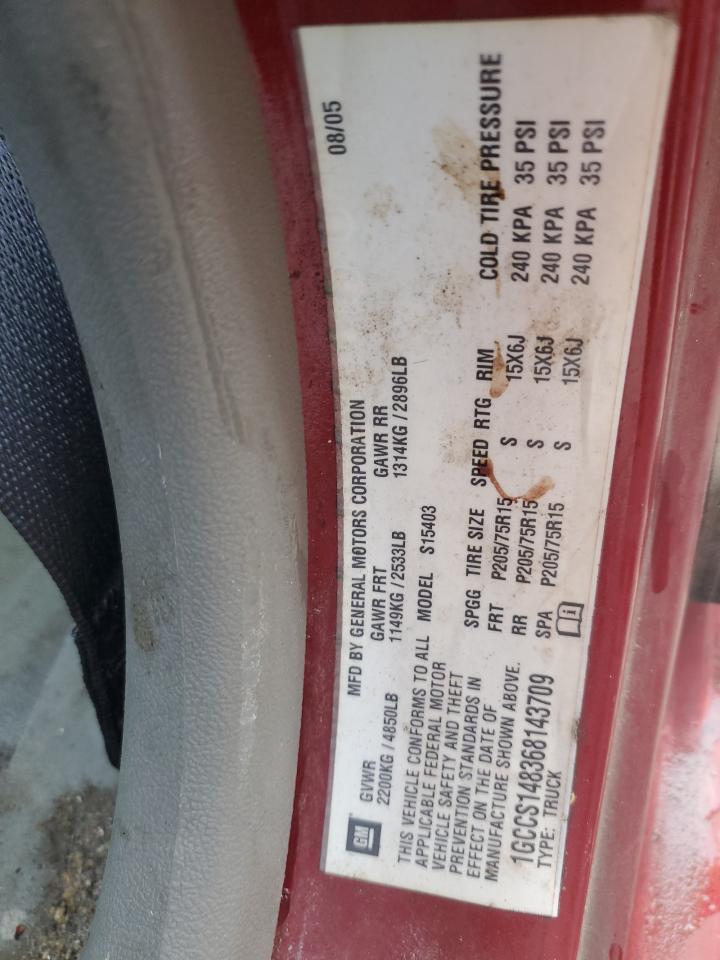 GM
MFD BY GENERAL MOTORS CORPORATION
08/05
GVWR GAWR FRT GAWR RR
2200KG / 4850LB 1149KG / 2533LB 1314KG / 2896LB
THIS VEHICLE CONFORMS TO ALL
APPLICABLE FEDERAL MOTOR
VEHICLE SAFETY AND THEFT
PREVENTION STANDARDS IN
EFFECT ON THE DATE OF
MANUFACTURE SHOWN ABOVE.
1GCCS148368143709
TYPE: TRUCK
MODEL S15403
SPGG TIRE SIZE SPEED RTG RIM COLD TIRE PRESSURE
FRT P205/75R15 S 15X6J 240 KPA 35 PSI
RR P205/75R15 S 15X6J 240 KPA 35 PSI
SPA P205/75R15 S 15X6J 240 KPA 35 PSI